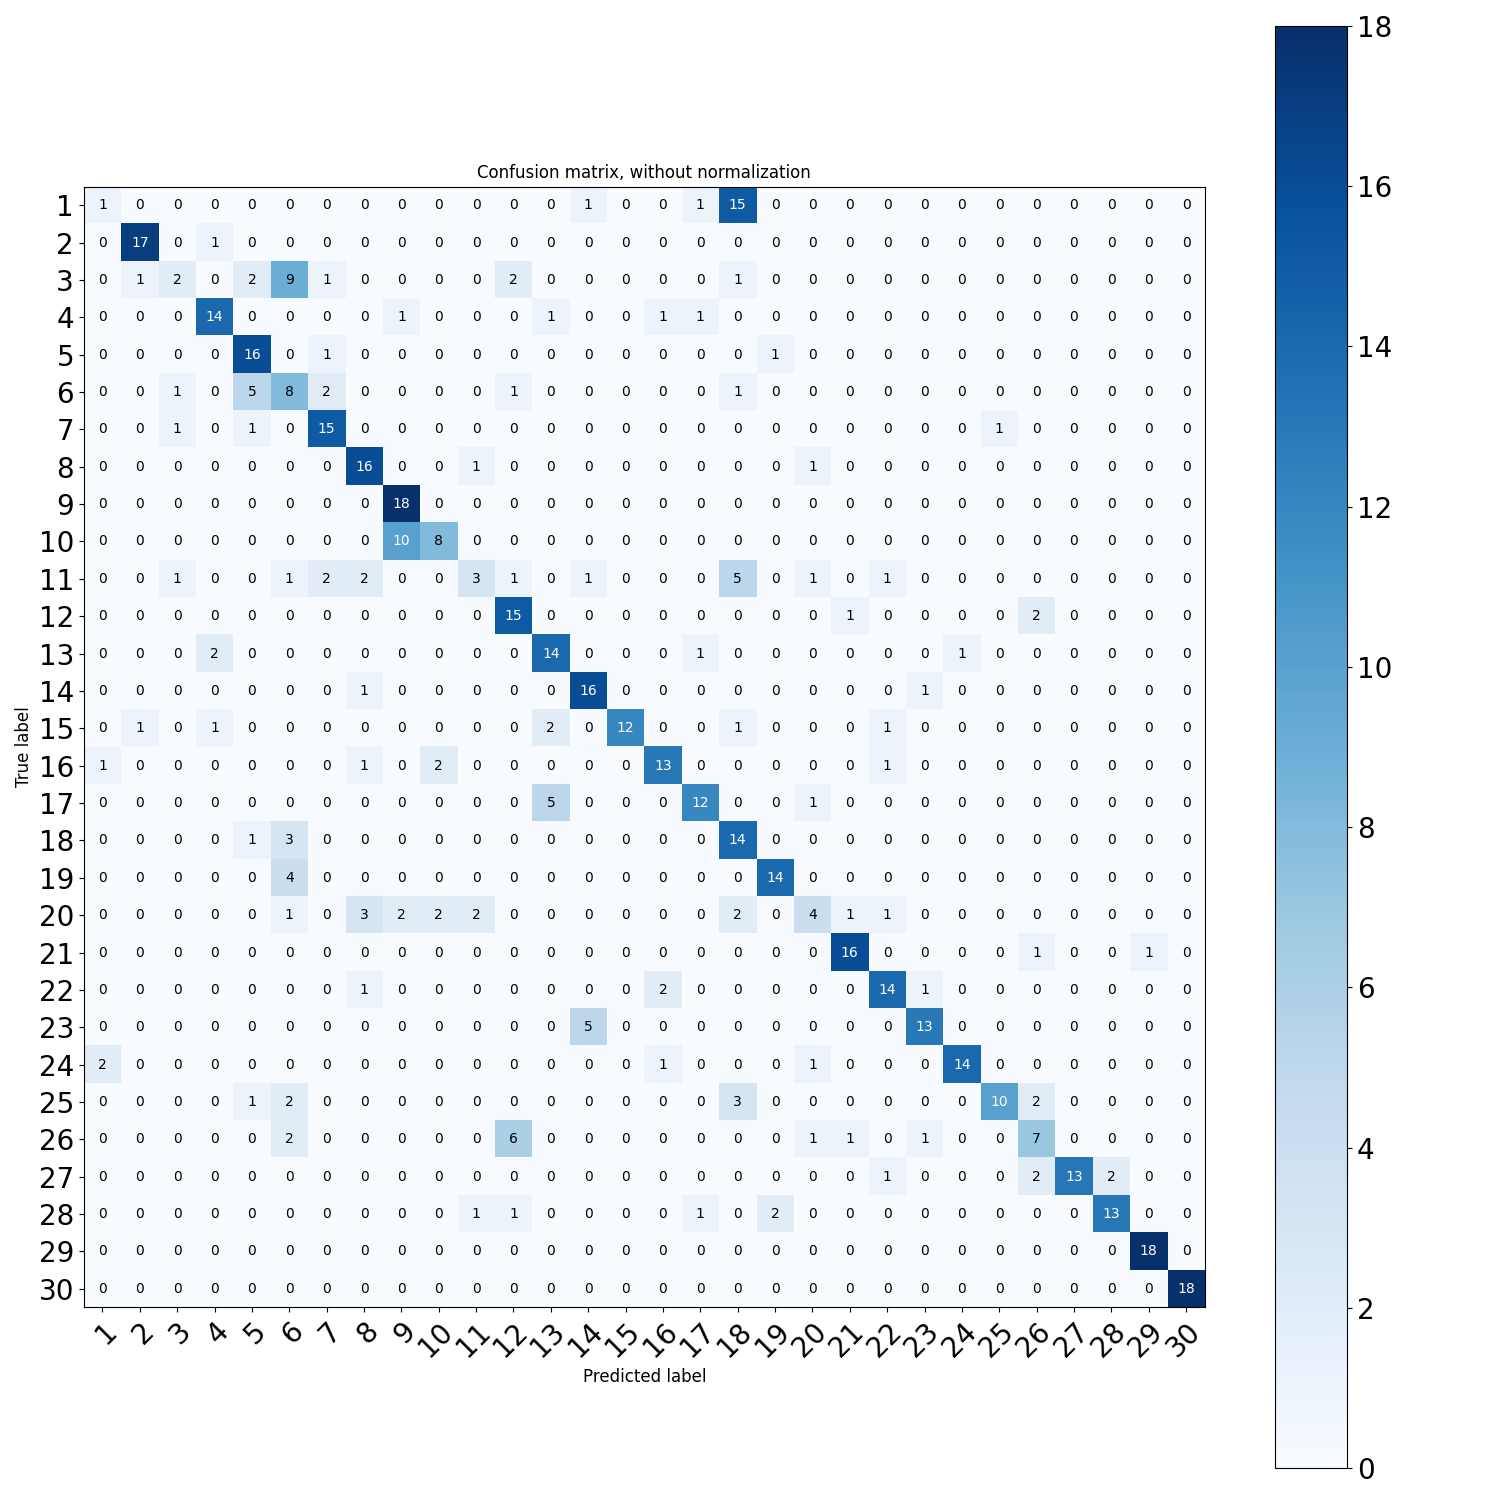 Confusion matrix, without normalization
1 1 0 0 0 0 0 0 0 0 0 0 0 0 1 0 0 1 15 0 0 0 0 0 0 0 0 0 0 0 0
2 0 17 0 1 0 0 0 0 0 0 0 0 0 0 0 0 0 0 0 0 0 0 0 0 0 0 0 0 0 0
3 0 1 2 0 2 9 1 0 0 0 0 2 0 0 0 0 0 1 0 0 0 0 0 0 0 0 0 0 0 0
4 0 0 0 14 0 0 0 0 1 0 0 0 1 0 0 1 1 0 0 0 0 0 0 0 0 0 0 0 0 0
5 0 0 0 0 16 0 1 0 0 0 0 0 0 0 0 0 0 0 1 0 0 0 0 0 0 0 0 0 0 0
6 0 0 1 0 5 8 2 0 0 0 0 1 0 0 0 0 0 1 0 0 0 0 0 0 0 0 0 0 0 0
7 0 0 1 0 1 0 15 0 0 0 0 0 0 0 0 0 0 0 0 0 0 0 0 0 1 0 0 0 0 0
8 0 0 0 0 0 0 0 16 0 0 1 0 0 0 0 0 0 0 0 1 0 0 0 0 0 0 0 0 0 0
9 0 0 0 0 0 0 0 0 18 0 0 0 0 0 0 0 0 0 0 0 0 0 0 0 0 0 0 0 0 0
10 0 0 0 0 0 0 0 0 10 8 0 0 0 0 0 0 0 0 0 0 0 0 0 0 0 0 0 0 0 0
11 0 0 1 0 0 1 2 2 0 0 3 1 0 1 0 0 0 5 0 1 0 1 0 0 0 0 0 0 0 0
12 0 0 0 0 0 0 0 0 0 0 0 15 0 0 0 0 0 0 0 0 1 0 0 0 0 2 0 0 0 0
13 0 0 0 2 0 0 0 0 0 0 0 0 14 0 0 0 1 0 0 0 0 0 0 1 0 0 0 0 0 0
14 0 0 0 0 0 0 0 1 0 0 0 0 0 16 0 0 0 0 0 0 0 0 1 0 0 0 0 0 0 0
15 0 1 0 1 0 0 0 0 0 0 0 0 2 0 12 0 0 1 0 0 0 1 0 0 0 0 0 0 0 0
16 1 0 0 0 0 0 0 1 0 2 0 0 0 0 0 13 0 0 0 0 0 1 0 0 0 0 0 0 0 0
17 0 0 0 0 0 0 0 0 0 0 0 0 5 0 0 0 12 0 0 1 0 0 0 0 0 0 0 0 0 0
18 0 0 0 0 1 3 0 0 0 0 0 0 0 0 0 0 0 14 0 0 0 0 0 0 0 0 0 0 0 0
19 0 0 0 0 0 4 0 0 0 0 0 0 0 0 0 0 0 0 14 0 0 0 0 0 0 0 0 0 0 0
20 0 0 0 0 0 1 0 3 2 2 2 0 0 0 0 0 0 2 0 4 1 1 0 0 0 0 0 0 0 0
21 0 0 0 0 0 0 0 0 0 0 0 0 0 0 0 0 0 0 0 0 16 0 0 0 0 1 0 0 1 0
22 0 0 0 0 0 0 0 1 0 0 0 0 0 0 0 2 0 0 0 0 0 14 1 0 0 0 0 0 0 0
23 0 0 0 0 0 0 0 0 0 0 0 0 0 5 0 0 0 0 0 0 0 0 13 0 0 0 0 0 0 0
24 2 0 0 0 0 0 0 0 0 0 0 0 0 0 0 1 0 0 0 1 0 0 0 14 0 0 0 0 0 0
25 0 0 0 0 1 2 0 0 0 0 0 0 0 0 0 0 0 3 0 0 0 0 0 0 10 2 0 0 0 0
26 0 0 0 0 0 2 0 0 0 0 0 6 0 0 0 0 0 0 0 1 1 0 1 0 0 7 0 0 0 0
27 0 0 0 0 0 0 0 0 0 0 0 0 0 0 0 0 0 0 0 0 0 1 0 0 0 2 13 2 0 0
28 0 0 0 0 0 0 0 0 0 0 1 1 0 0 0 0 1 0 2 0 0 0 0 0 0 0 0 13 0 0
29 0 0 0 0 0 0 0 0 0 0 0 0 0 0 0 0 0 0 0 0 0 0 0 0 0 0 0 0 18 0
30 0 0 0 0 0 0 0 0 0 0 0 0 0 0 0 0 0 0 0 0 0 0 0 0 0 0 0 0 0 18
1 2 3 4 5 6 7 8 9 10 11 12 13 14 15 16 17 18 19 20 21 22 23 24 25 26 27 28 29 30
Predicted label
True label
18
16
14
12
10
8
6
4
2
0